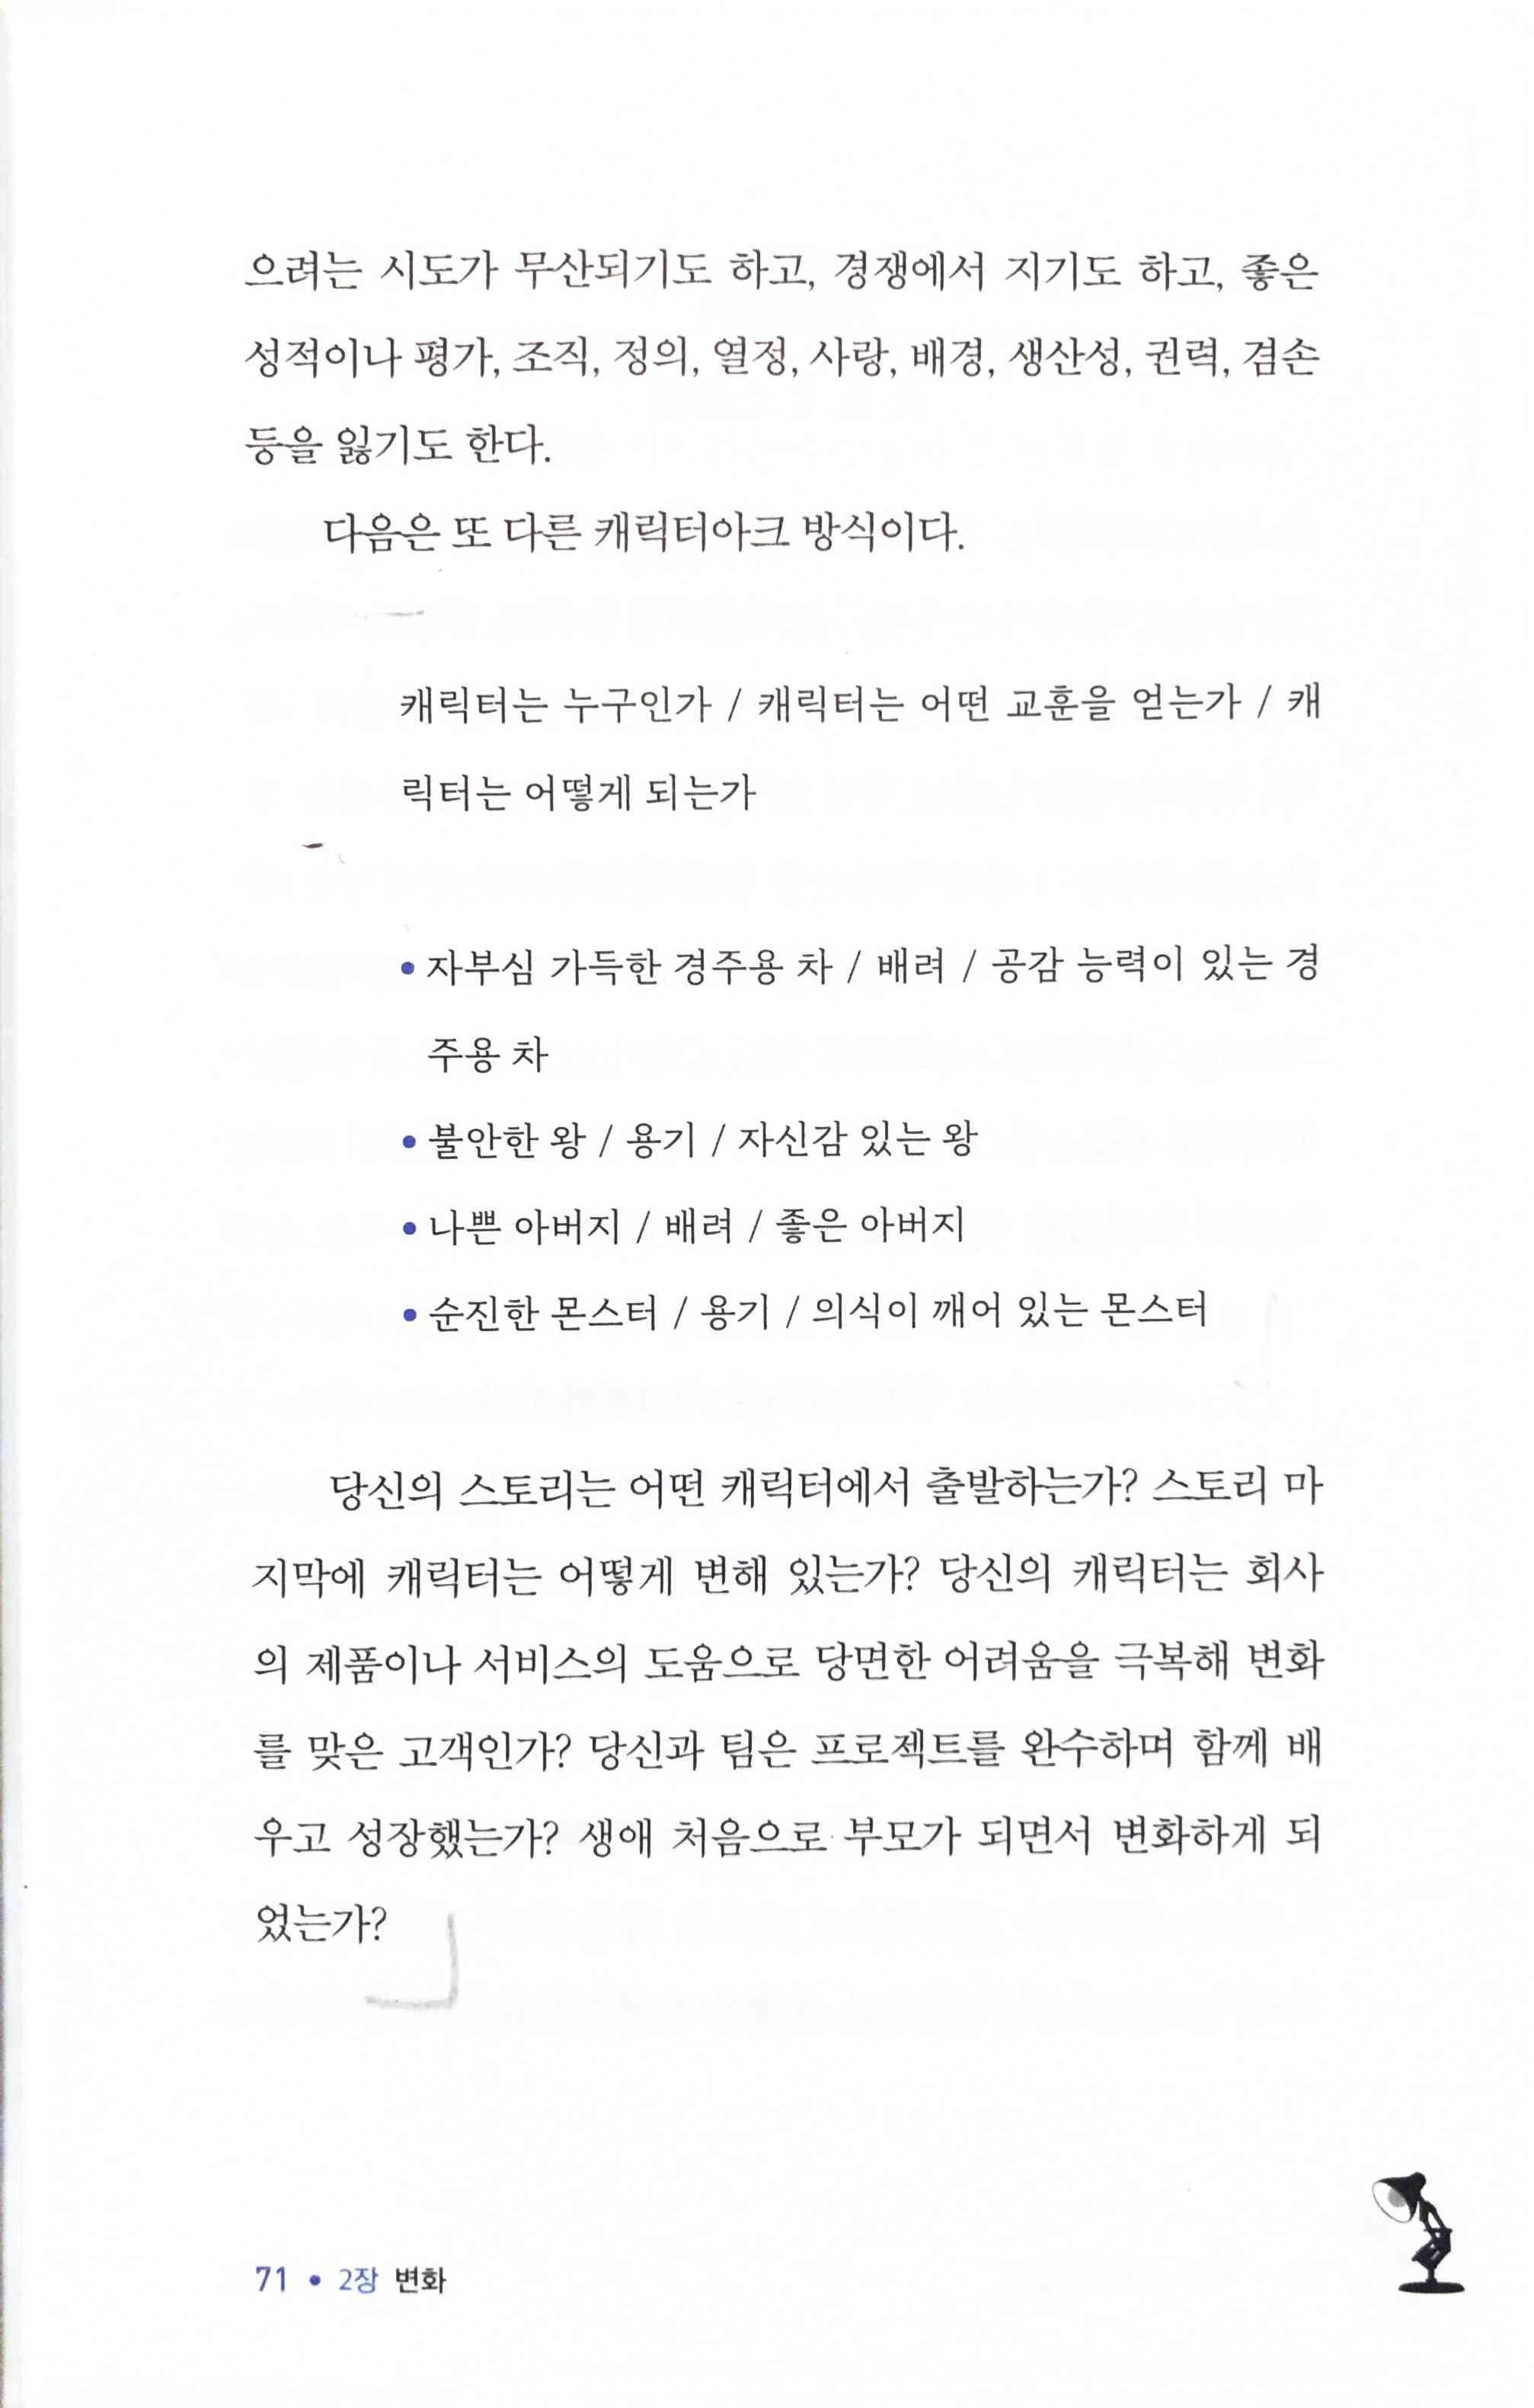 으려는 시도가 무산되기도 하고, 경쟁에서 지기도 하고, 좋은
성적이나 평가, 조직, 정의, 열정, 사랑, 배경, 생산성, 권력, 겸손
등을 잃기도 한다.
다음은 또 다른 캐릭터아크 방식이다.
캐릭터는 누구인가 / 캐릭터는 어떤 교훈을 얻는가 / 캐
릭터는 어떻게 되는가
• 자부심 가득한 경주용 차 / 배려 / 공감 능력이 있는 경
주용 차
• 불안한 왕 / 용기 / 자신감 있는 왕
• 나쁜 아버지 / 배려 / 좋은 아버지
• 순진한 몬스터 / 용기 / 의식이 깨어 있는 몬스터
당신의 스토리는 어떤 캐릭터에서 출발하는가? 스토리 마
지막에 캐릭터는 어떻게 변해 있는가? 당신의 캐릭터는 회사
의 제품이나 서비스의 도움으로 당면한 어려움을 극복해 변화
를 맞은 고객인가? 당신과 팀은 프로젝트를 완수하며 함께 배
우고 성장했는가? 생애 처음으로 부모가 되면서 변화하게 되
었는가?
71 • 2장 변화